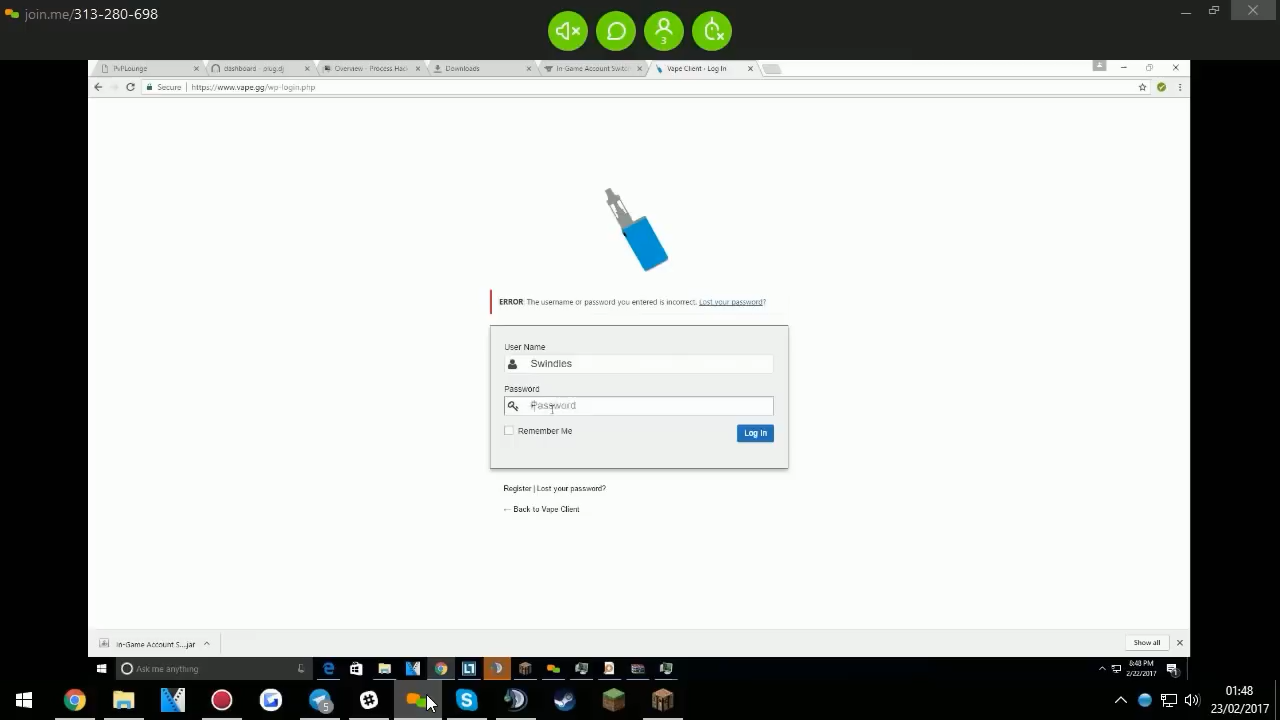 join.me/313-280-698
3
PvPLounge
dashboard - plug.dj
Overview - Process Hac
Downloads
In-Game Account Switc
Vape Client › Log In
Secure
https://www.vape.gg/wp-login.php
ERROR: The username or password you entered is incorrect. Lost your password?
User Name
Swindles
Password
Password
Remember Me
Log In
Register | Lost your password?
← Back to Vape Client
In-Game Account S....jar
Show all
Ask me anything
8:48 PM
2/22/2017
5
01:48
23/02/2017